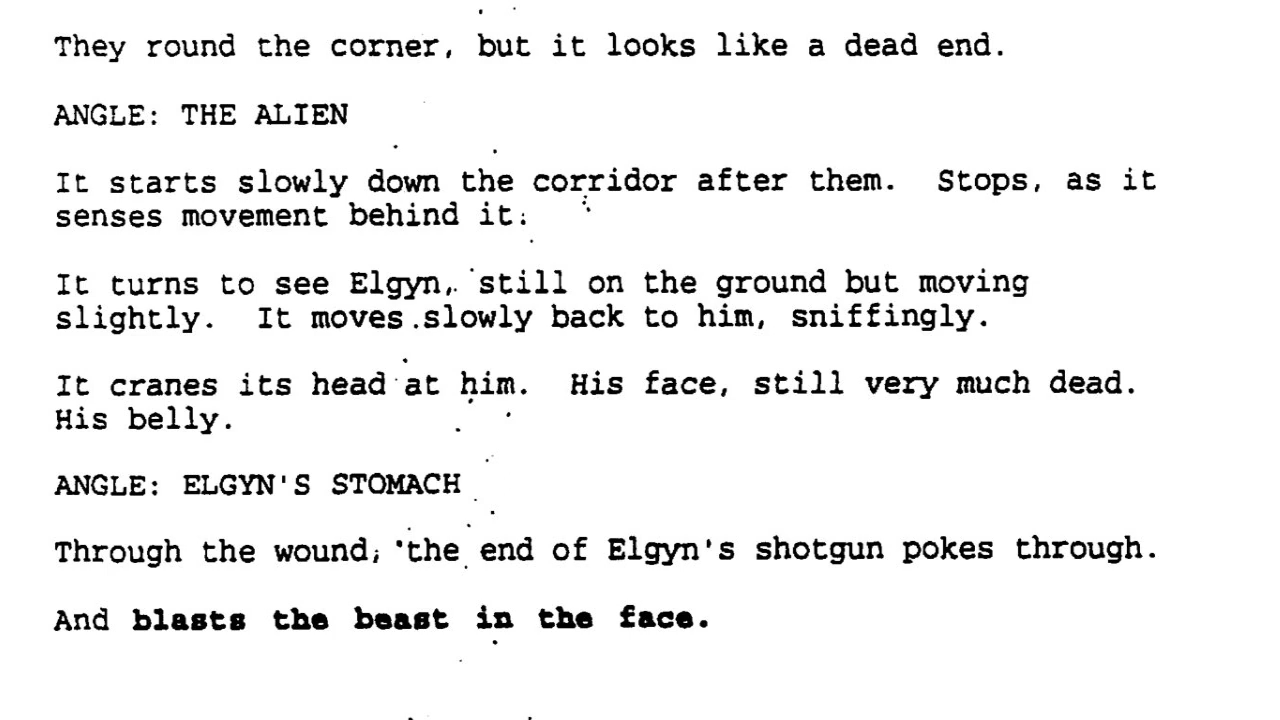 They round the corner, but it looks like a dead end.
ANGLE: THE ALIEN
It starts slowly down the corridor after them.  Stops, as it
senses movement behind it.
It turns to see Elgyn, still on the ground but moving
slightly.  It moves slowly back to him, sniffingly.
It cranes its head at him.  His face, still very much dead.
His belly.
ANGLE: ELGYN'S STOMACH
Through the wound, the end of Elgyn's shotgun pokes through.
And blasts the beast in the face.